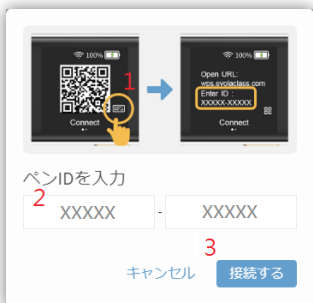 100%
1
Connect
100%
Open URL:
wps.evolaclass.com
Enter ID :
XXXXX-XXXXX
Connect
ペンIDを入力
2
XXXXX - XXXXX
3
キャンセル 接続する